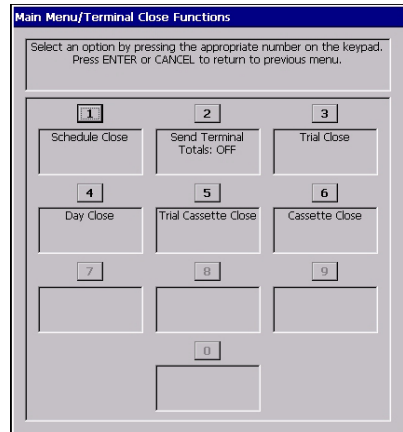 Main Menu/Terminal Close Functions
Select an option by pressing the appropriate number on the keypad.
Press ENTER or CANCEL to return to previous menu.
1 2 3
Schedule Close Send Terminal Trial Close
Totals: OFF
4 5 6
Day Close Trial Cassette Close Cassette Close
7 8 9
0